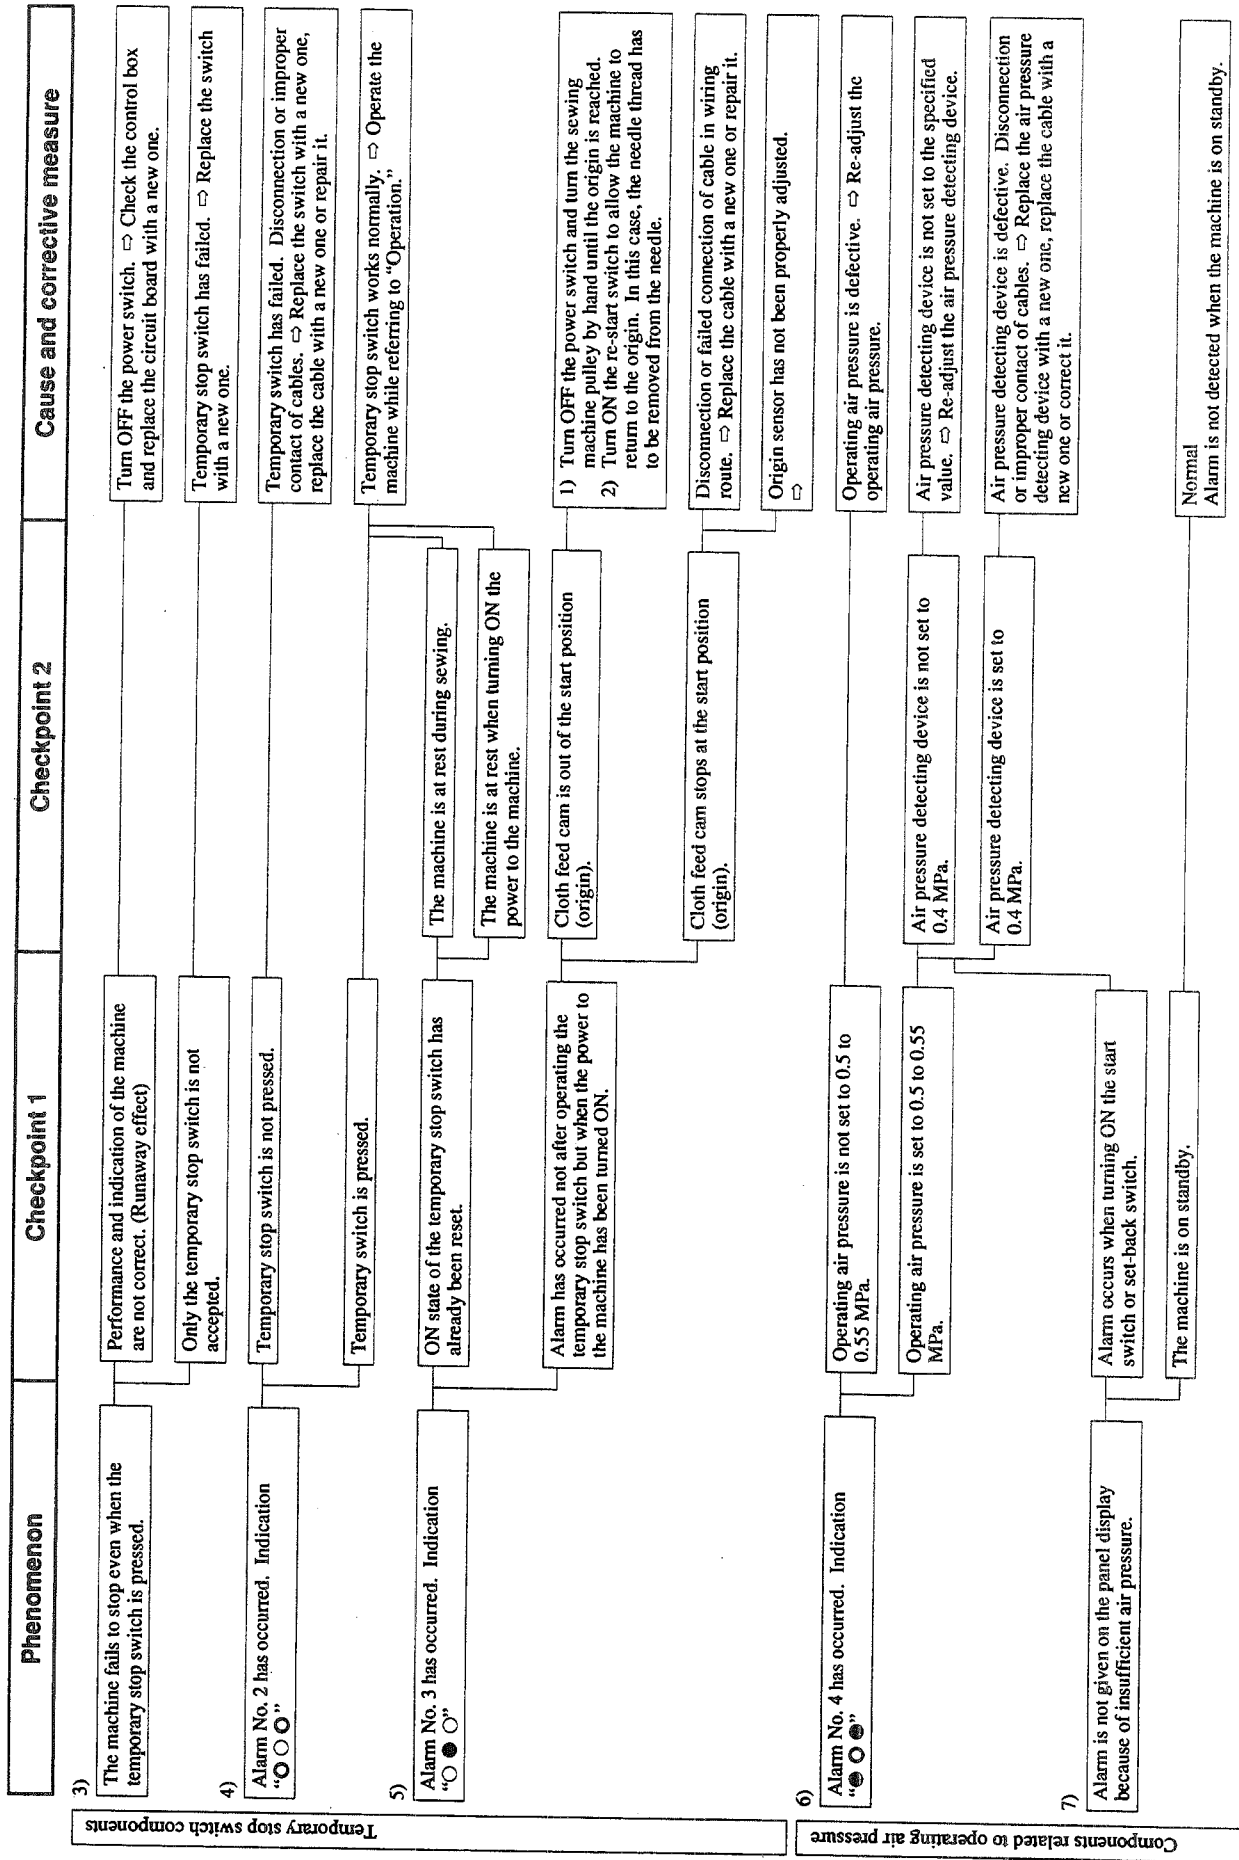 Phenomenon
Checkpoint 1
Checkpoint 2
Cause and corrective measure
Temporary stop switch components
3)
The machine fails to stop even when the
temporary stop switch is pressed.
Performance and indication of the machine
are not correct. (Runaway effect)
Turn OFF the power switch. ⇨ Check the control box
and replace the circuit board with a new one.
Only the temporary stop switch is not
accepted.
Temporary stop switch has failed. ⇨ Replace the switch
with a new one.
4)
Alarm No. 2 has occurred. Indication
“○ ○ ○”
Temporary stop switch is not pressed.
Temporary switch has failed. Disconnection or improper
contact of cables. ⇨ Replace the switch with a new one,
replace the cable with a new one or repair it.
Temporary switch is pressed.
Temporary stop switch works normally. ⇨ Operate the
machine while referring to “Operation.”
5)
Alarm No. 3 has occurred. Indication
“○ ● ○”
ON state of the temporary stop switch has
already been reset.
The machine is at rest during sewing.
The machine is at rest when turning ON the
power to the machine.
Alarm has occurred not after operating the
temporary stop switch but when the power to
the machine has been turned ON.
Cloth feed cam is out of the start position
(origin).
1) Turn OFF the power switch and turn the sewing
machine pulley by hand until the origin is reached.
2) Turn ON the re-start switch to allow the machine to
return to the origin. In this case, the needle thread has
to be removed from the needle.
Cloth feed cam stops at the start position
(origin).
Disconnection or failed connection of cable in wiring
route. ⇨ Replace the cable with a new one or repair it.
Origin sensor has not been properly adjusted.
⇨
Components related to operating air pressure
6)
Alarm No. 4 has occurred. Indication
“● ○ ●”
Operating air pressure is not set to 0.5 to
0.55 MPa.
Operating air pressure is defective. ⇨ Re-adjust the
operating air pressure.
Operating air pressure is set to 0.5 to 0.55
MPa.
Air pressure detecting device is not set to
0.4 MPa.
Air pressure detecting device is not set to the specified
value. ⇨ Re-adjust the air pressure detecting device.
Air pressure detecting device is set to
0.4 MPa.
Air pressure detecting device is defective. Disconnection
or improper contact of cables. ⇨ Replace the air pressure
detecting device with a new one, replace the cable with a
new one or correct it.
7)
Alarm is not given on the panel display
because of insufficient air pressure.
Alarm occurs when turning ON the start
switch or set-back switch.
The machine is on standby.
Normal
Alarm is not detected when the machine is on standby.